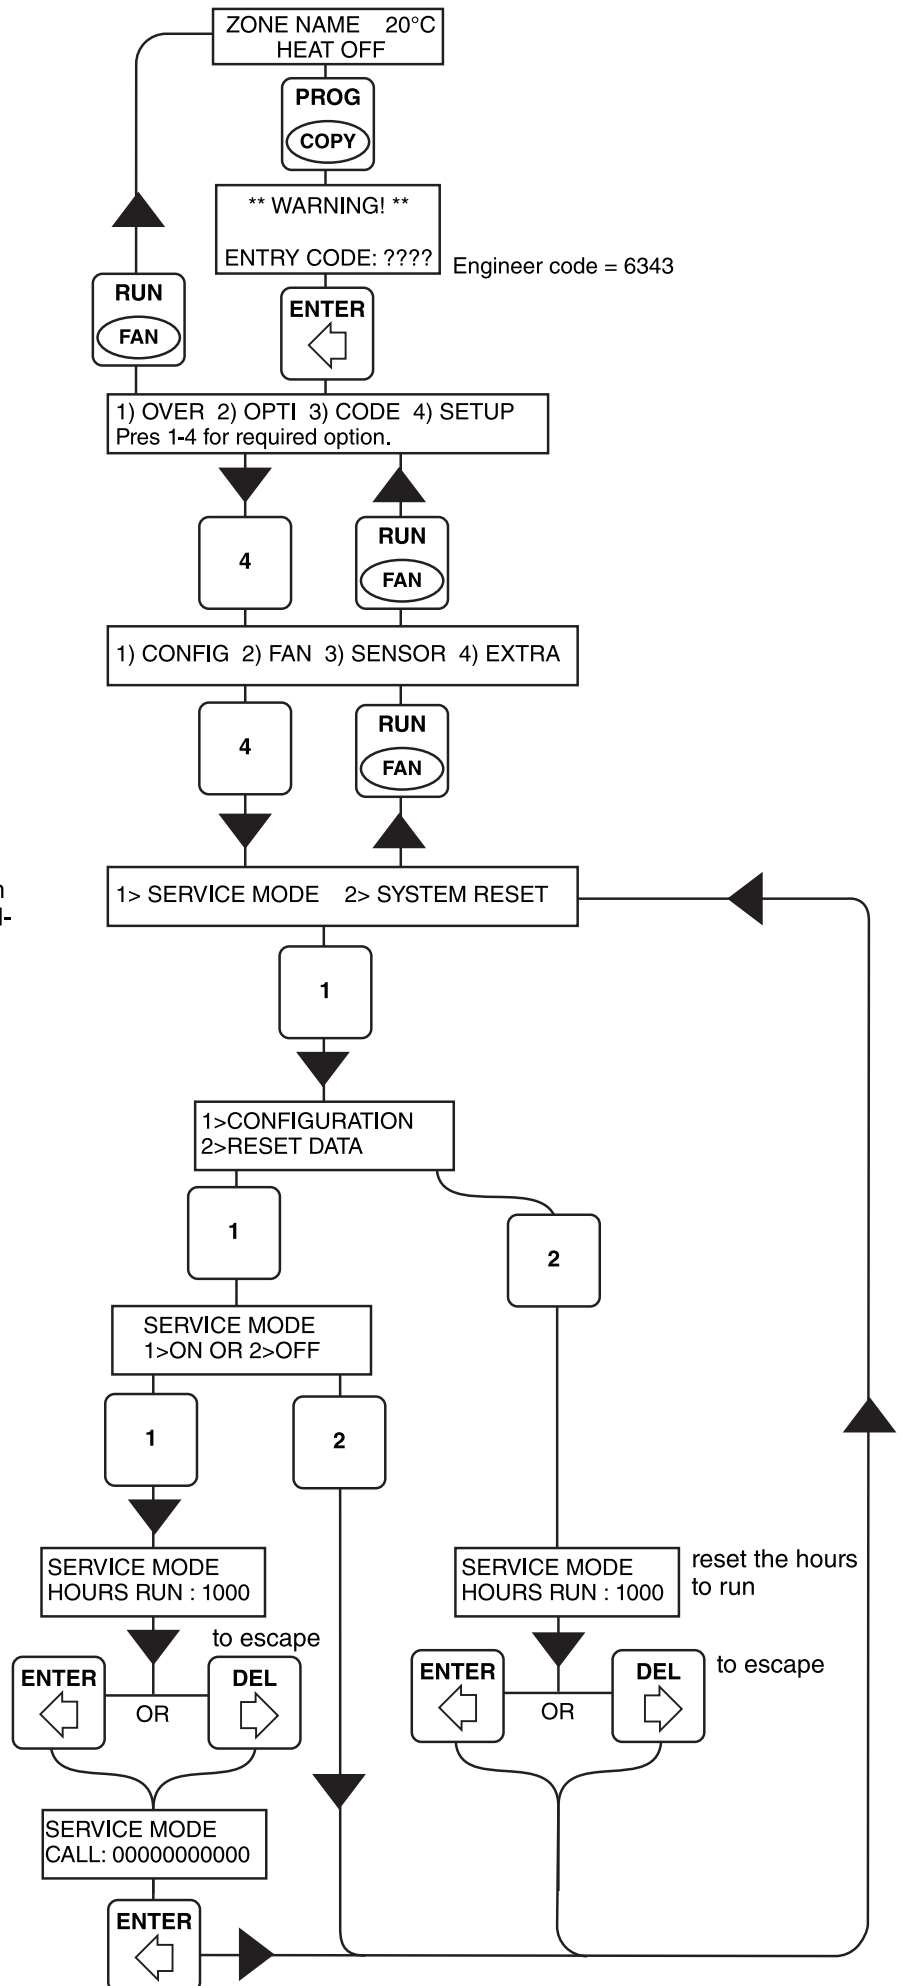 ZONE NAME 20°C
HEAT OFF
PROG
COPY
** WARNING! **
ENTRY CODE: ????
Engineer code = 6343
RUN
FAN
ENTER
1) OVER 2) OPTI 3) CODE 4) SETUP
Pres 1-4 for required option.
4
RUN
FAN
1) CONFIG 2) FAN 3) SENSOR 4) EXTRA
4
RUN
FAN
1> SERVICE MODE 2> SYSTEM RESET
1
1>CONFIGURATION
2>RESET DATA
1
2
SERVICE MODE
1>ON OR 2>OFF
1
2
SERVICE MODE
HOURS RUN : 1000
SERVICE MODE
HOURS RUN : 1000
reset the hours
to run
to escape
ENTER
OR
DEL
ENTER
OR
DEL
to escape
SERVICE MODE
CALL: 00000000000
ENTER